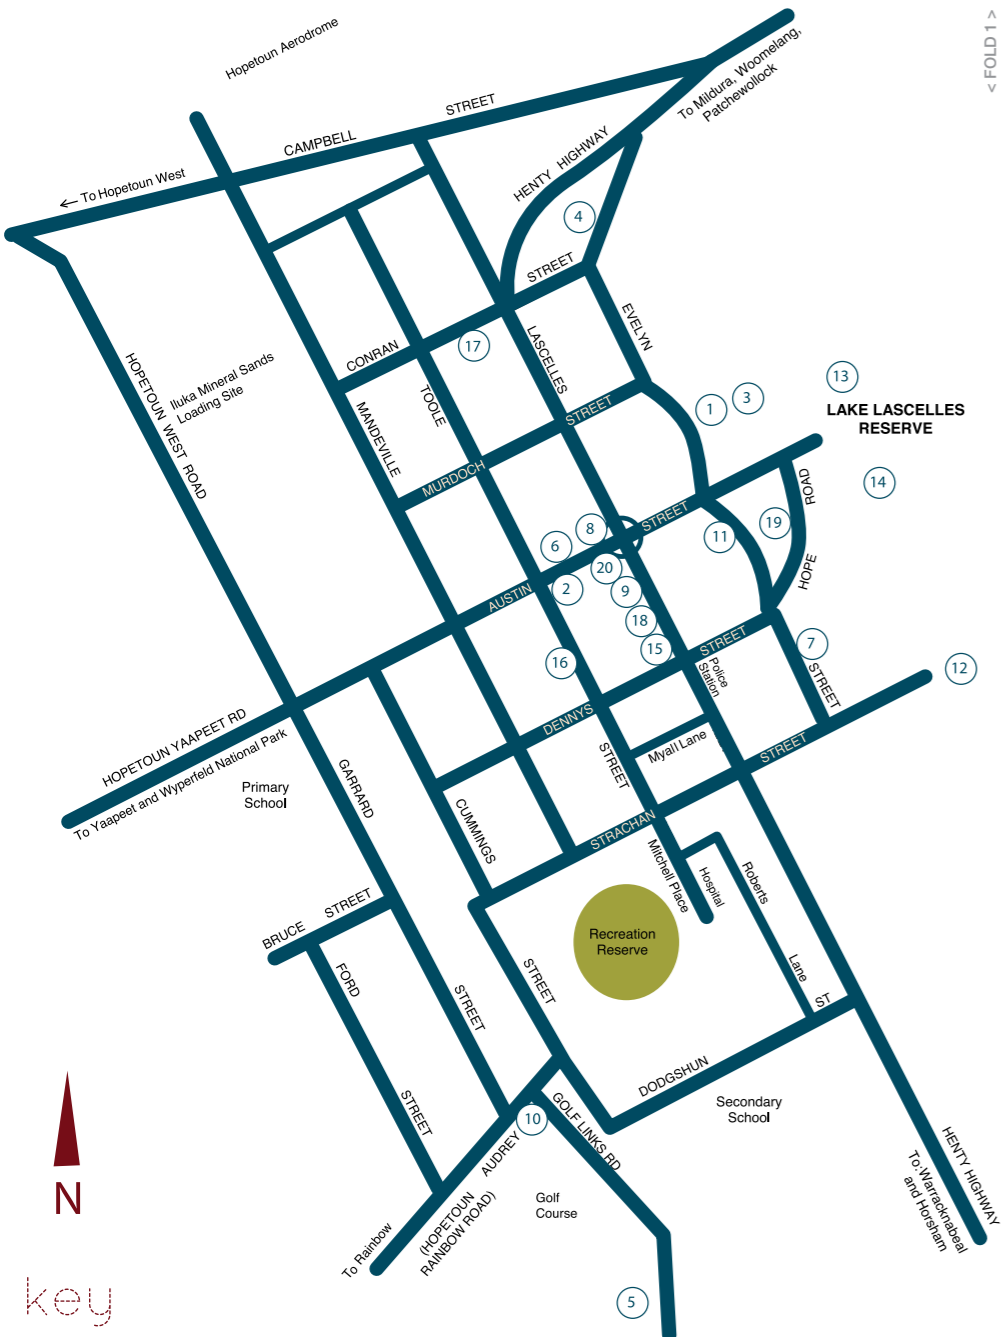 < FOLD 1 >
Hopetoun Aerodrome
To Mildura, Woomelang,
Patchewollock
CAMPBELL
STREET
← To Hopetoun West
HENTY HIGHWAY
4
STREET
EVELYN
CONRAN
17
LASCELLES
Iluka Mineral Sands
Loading Site
HOPETOUN WEST ROAD
MANDEVILLE
TOOLE
MURDOCH
STREET
1
3
13
LAKE LASCELLES
RESERVE
14
ROAD
HOPE
19
11
STREET
8
6
20
2
9
18
15
16
AUSTIN
DENNYS
STREET
Police
Station
7
STREET
12
HOPETOUN YAAPEET RD
To Yaapeet and Wyperfeld National Park
Primary
School
GARRARD
CUMMINGS
STREET
Myall Lane
STREET
STRACHAN
Mitchell Place
Hospital
Roberts
Lane
Recreation
Reserve
BRUCE
STREET
FORD
STREET
STREET
STREET
ST
DODGSHUN
Secondary
School
10
GOLF LINKS RD
AUDREY
(HOPETOUN
RAINBOW ROAD)
To Rainbow
Golf
Course
HENTY HIGHWAY
To: Warracknabeal
and Horsham
N
key
5